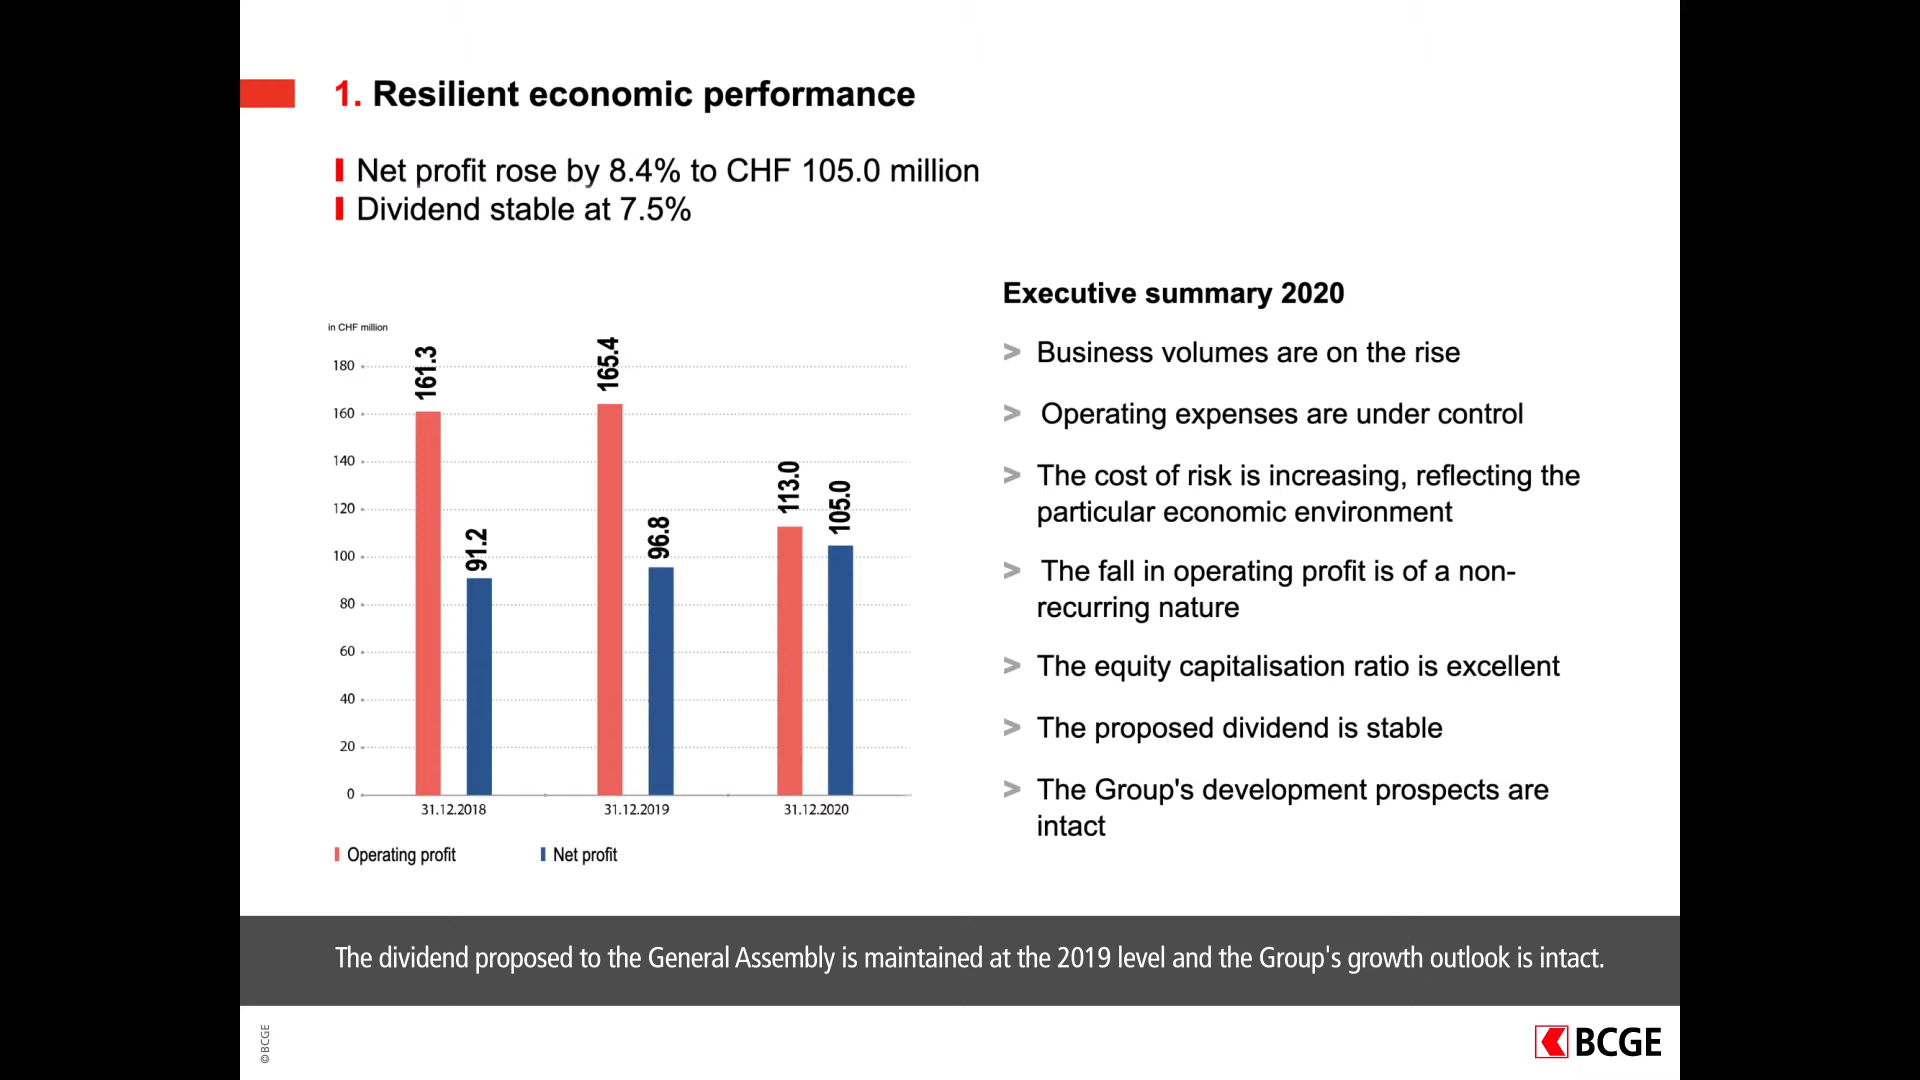 1. Resilient economic performance
Net profit rose by 8.4% to CHF 105.0 million
Dividend stable at 7.5%
in CHF million
180
160
140
120
100
80
60
40
20
0
161.3
91.2
165.4
96.8
113.0
105.0
31.12.2018
31.12.2019
31.12.2020
Operating profit
Net profit
Executive summary 2020
> Business volumes are on the rise
> Operating expenses are under control
> The cost of risk is increasing, reflecting the
particular economic environment
> The fall in operating profit is of a non-
recurring nature
> The equity capitalisation ratio is excellent
> The proposed dividend is stable
> The Group's development prospects are
intact
The dividend proposed to the General Assembly is maintained at the 2019 level and the Group's growth outlook is intact.
©BCGE
BCGE